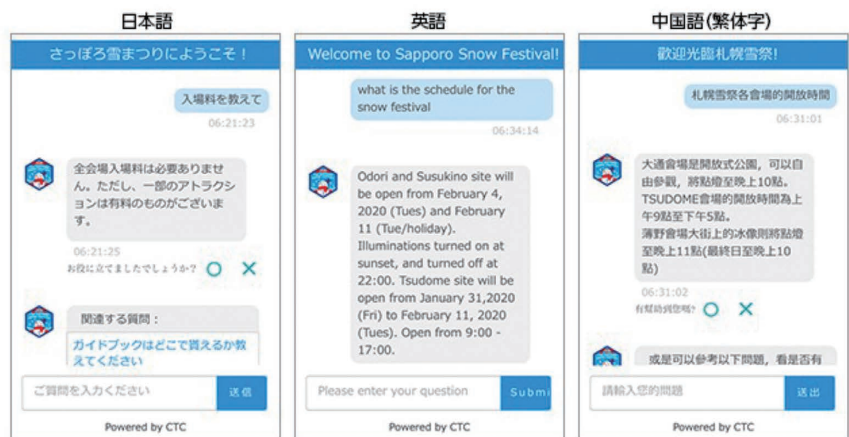 日本語
さっぽろ雪まつりにようこそ！
入場料を教えて
06:21:23
全会場入場料は必要ありませ
ん。ただし、一部のアトラクシ
ョンは有料のものがございま
す。
06:21:25
お役に立てましたでしょうか？
関連する質問：
ガイドブックはどこで貰えるか教
えてください
ご質問を入力ください
送信
Powered by CTC
英語
Welcome to Sapporo Snow Festival!
what is the schedule for the
snow festival
06:34:14
Odori and Susukino site will
be open from February 4,
2020 (Tues) and February
11 (Tue/holiday).
Illuminations turned on at
sunset, and turned off at
22:00. Tsudome site will be
open from January 31,2020
(Fri) to February 11, 2020
(Tues). Open from 9:00 -
17:00.
Please enter your question
Submi
Powered by CTC
中国語(繁体字)
歡迎光臨札幌雪祭!
札幌雪祭各會場的開放時間
06:31:01
大通會場是開放式公園，可以自
由參觀，將點燈至晚上10點。
TSUDOME會場的開放時間為上
午9點至下午5點。
薄野會場大街上的冰像則將點燈
至晚上11點(最終日至晚上10
點)
06:31:02
有幫助到您嗎?
或是可以參考以下問題，看是否有
請輸入您的問題
送出
Powered by CTC